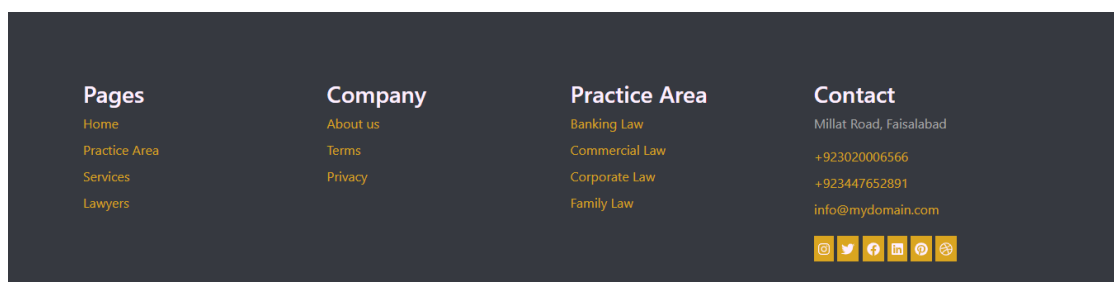 Pages
Home
Practice Area
Services
Lawyers
Company
About us
Terms
Privacy
Practice Area
Banking Law
Commercial Law
Corporate Law
Family Law
Contact
Millat Road, Faisalabad
+923020006566
+923447652891
info@mydomain.com